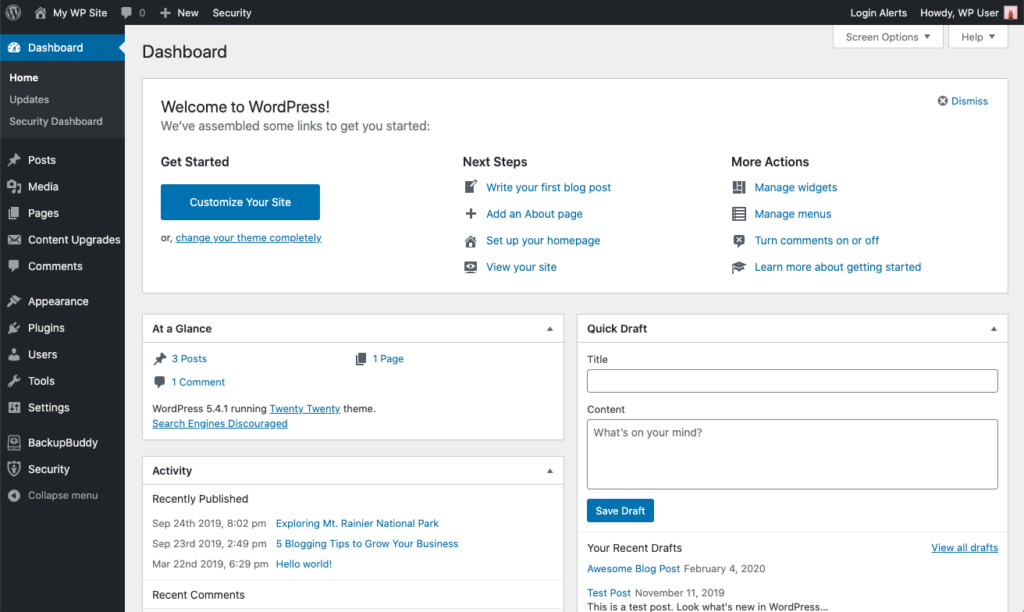 My WP Site 0 New Security
Login Alerts Howdy, WP User
Dashboard
Home
Updates
Security Dashboard
Posts
Media
Pages
Content Upgrades
Comments
Appearance
Plugins
Users
Tools
Settings
BackupBuddy
Security
Collapse menu
Screen Options Help
Dashboard
Welcome to WordPress!
We've assembled some links to get you started:
Dismiss
Get Started
Customize Your Site
or, change your theme completely
Next Steps
Write your first blog post
Add an About page
Set up your homepage
View your site
More Actions
Manage widgets
Manage menus
Turn comments on or off
Learn more about getting started
At a Glance
3 Posts
1 Page
1 Comment
WordPress 5.4.1 running Twenty Twenty theme.
Search Engines Discouraged
Activity
Recently Published
Sep 24th 2019, 8:02 pm Exploring Mt. Rainier National Park
Sep 23rd 2019, 2:49 pm 5 Blogging Tips to Grow Your Business
Mar 22nd 2019, 6:29 pm Hello world!
Recent Comments
Quick Draft
Title
Content
What's on your mind?
Save Draft
Your Recent Drafts
View all drafts
Awesome Blog Post February 4, 2020
Test Post November 11, 2019
This is a test post. Look what's new in WordPress…